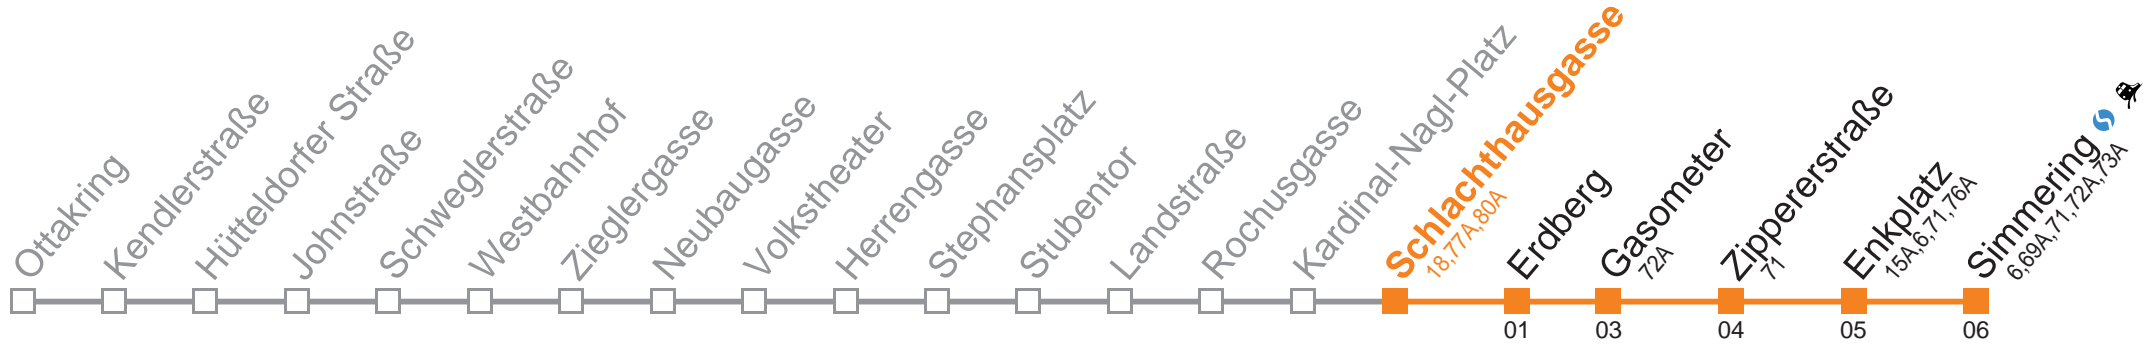 Ottakring
Kendlerstraße
Hütteldorfer Straße
Johnstraße
Schweglerstraße
Westbahnhof
Zieglergasse
Neubaugasse
Volkstheater
Herrengasse
Stephansplatz
Stubentor
Landstraße
Rochusgasse
Kardinal-Nagl-Platz
Schlachthausgasse
18,77A,80A
Erdberg
01
Gasometer
72A
03
Zippererstraße
71
04
Enkplatz
15A,6,71,76A
05
Simmering
6,69A,71,72A,73A
06